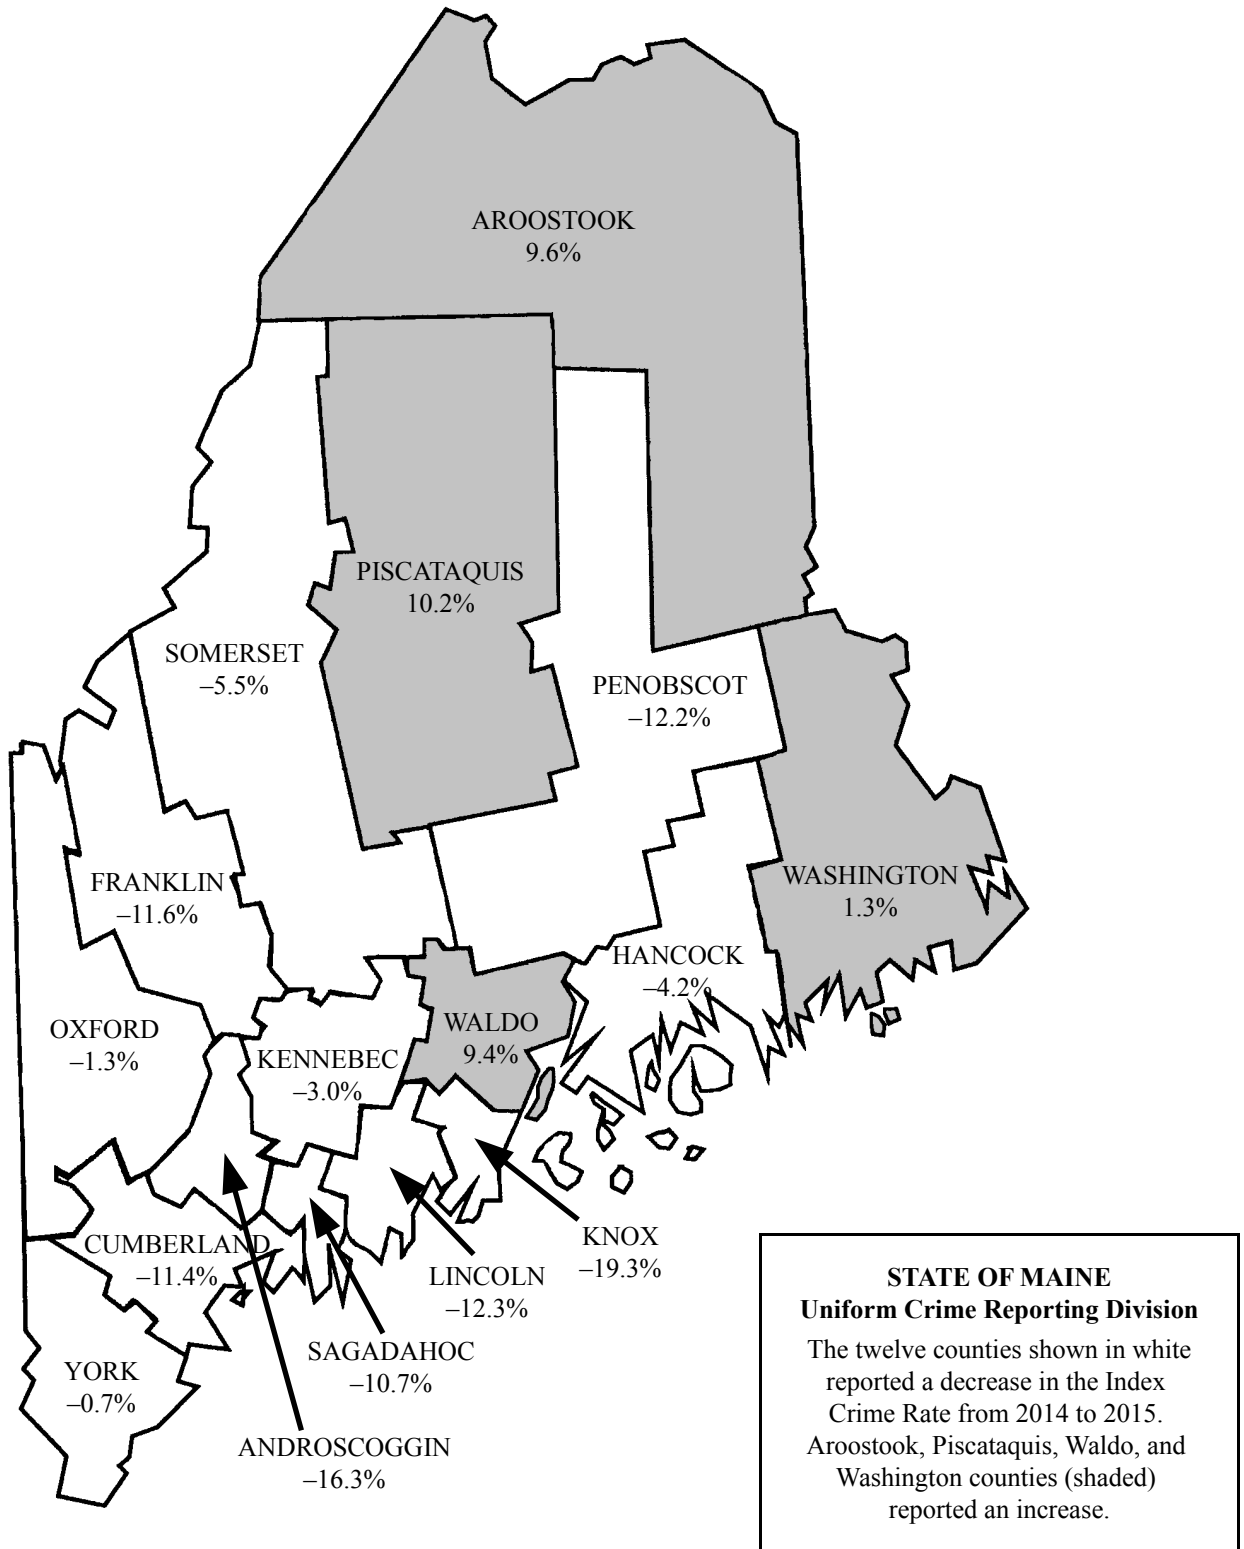 AROOSTOOK
9.6%
PISCATAQUIS
10.2%
SOMERSET
–5.5%
PENOBSCOT
–12.2%
FRANKLIN
–11.6%
WASHINGTON
1.3%
HANCOCK
–4.2%
OXFORD
–1.3%
KENNEBEC
–3.0%
WALDO
9.4%
CUMBERLAND
–11.4%
KNOX
–19.3%
LINCOLN
–12.3%
SAGADAHOC
–10.7%
YORK
–0.7%
ANDROSCOGGIN
–16.3%
STATE OF MAINE
Uniform Crime Reporting Division
The twelve counties shown in white
reported a decrease in the Index
Crime Rate from 2014 to 2015.
Aroostook, Piscataquis, Waldo, and
Washington counties (shaded)
reported an increase.